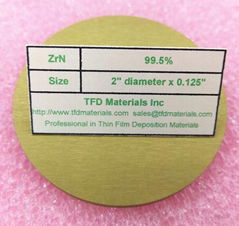 ZrN 99.5%
Size 2" diameter x 0.125"
TFD Materials Inc
http://www.tfdmaterials.com sales@tfdmaterials.com
Professional in Thin Film Deposition Materials